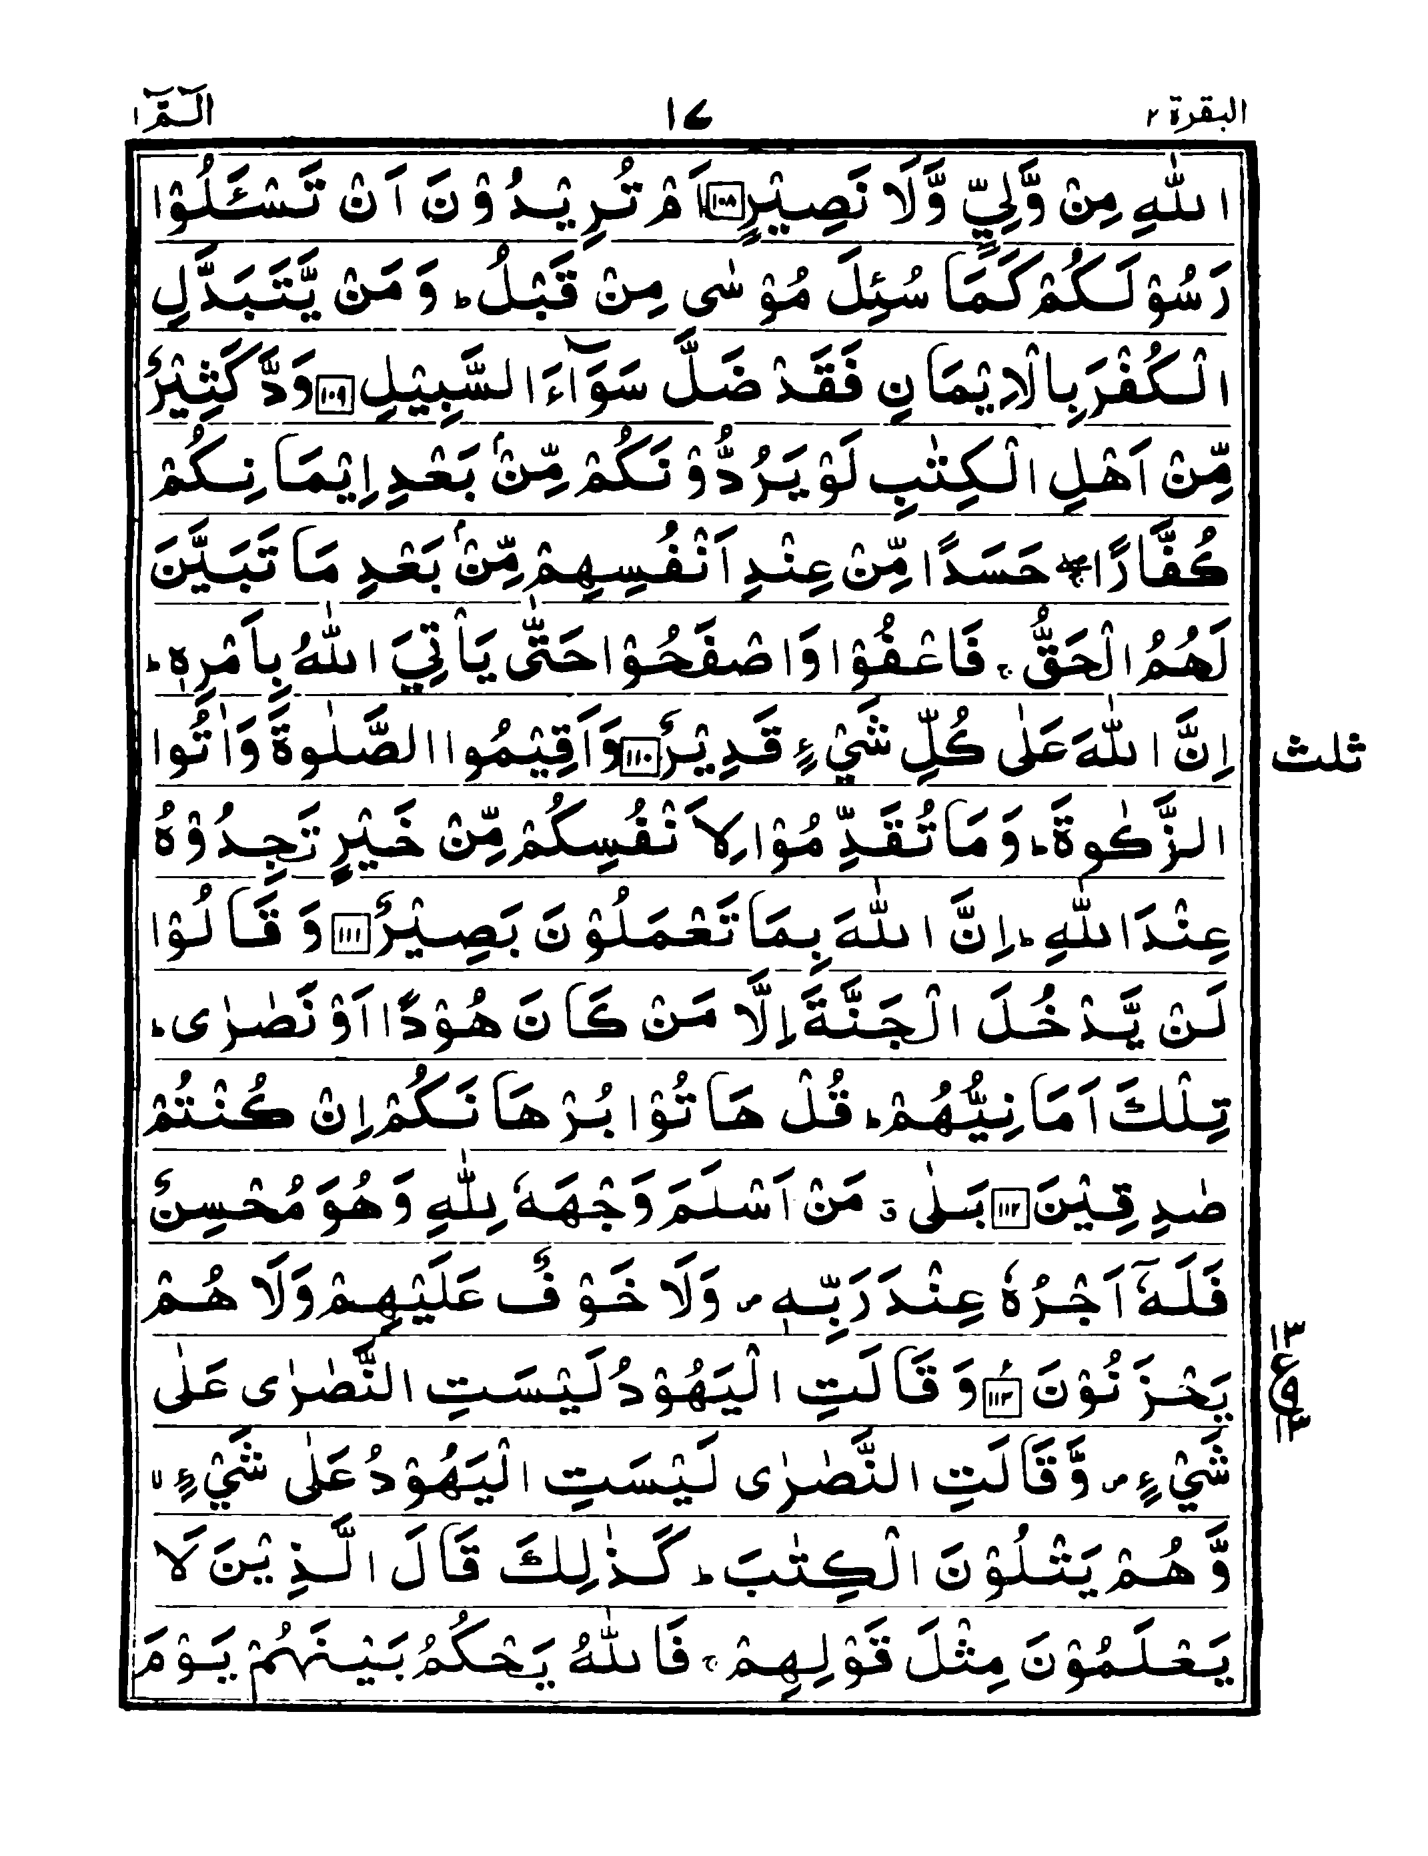 البقرة ٢ ١٧ الٓمّٓ ١
اللّٰهِ مِنْ وَّلِيٍّ وَّلَا نَصِيْرٍ ١٠٨ اَمْ تُرِيْدُوْنَ اَنْ تَسْئَلُوْا
رَسُوْلَكُمْ كَمَا سُئِلَ مُوْسٰى مِنْ قَبْلُ ؕ وَمَنْ يَّتَبَدَّلِ
الْكُفْرَ بِالْاِيْمَانِ فَقَدْ ضَلَّ سَوَآءَ السَّبِيْلِ ١٠٩ وَدَّ كَثِيْرٌ
مِّنْ اَهْلِ الْكِتٰبِ لَوْ يَرُدُّوْنَكُمْ مِّنْۢ بَعْدِ اِيْمَانِكُمْ
كُفَّارًا ۖۚ حَسَدًا مِّنْ عِنْدِ اَنْفُسِهِمْ مِّنْۢ بَعْدِ مَا تَبَيَّنَ
لَهُمُ الْحَقُّ ۚ فَاعْفُوْا وَاصْفَحُوْا حَتّٰى يَاْتِيَ اللّٰهُ بِاَمْرِهٖ ؕ
اِنَّ اللّٰهَ عَلٰى كُلِّ شَيْءٍ قَدِيْرٌ ١١٠ وَاَقِيْمُوا الصَّلٰوةَ وَاٰتُوا
ثلث
الزَّكٰوةَ ؕ وَمَا تُقَدِّمُوْا لِاَنْفُسِكُمْ مِّنْ خَيْرٍ تَجِدُوْهُ
عِنْدَ اللّٰهِ ؕ اِنَّ اللّٰهَ بِمَا تَعْمَلُوْنَ بَصِيْرٌ ١١١ وَقَالُوْا
لَنْ يَّدْخُلَ الْجَنَّةَ اِلَّا مَنْ كَانَ هُوْدًا اَوْ نَصٰرٰى ؕ
تِلْكَ اَمَانِيُّهُمْ ؕ قُلْ هَاتُوْا بُرْهَانَكُمْ اِنْ كُنْتُمْ
صٰدِقِيْنَ ١١٢ بَلٰى ۤ مَنْ اَسْلَمَ وَجْهَهٗ لِلّٰهِ وَهُوَ مُحْسِنٌ
فَلَهٗٓ اَجْرُهٗ عِنْدَ رَبِّهٖ ۪ وَلَا خَوْفٌ عَلَيْهِمْ وَلَا هُمْ
يَحْزَنُوْنَ ١١٣ وَقَالَتِ الْيَهُوْدُ لَيْسَتِ النَّصٰرٰى عَلٰى
١٣ ع ١٣
شَيْءٍ ۪ وَّقَالَتِ النَّصٰرٰى لَيْسَتِ الْيَهُوْدُ عَلٰى شَيْءٍ ۙ
وَّهُمْ يَتْلُوْنَ الْكِتٰبَ ؕ كَذٰلِكَ قَالَ الَّذِيْنَ لَا
يَعْلَمُوْنَ مِثْلَ قَوْلِهِمْ ۚ فَاللّٰهُ يَحْكُمُ بَيْنَهُمْ يَوْمَ